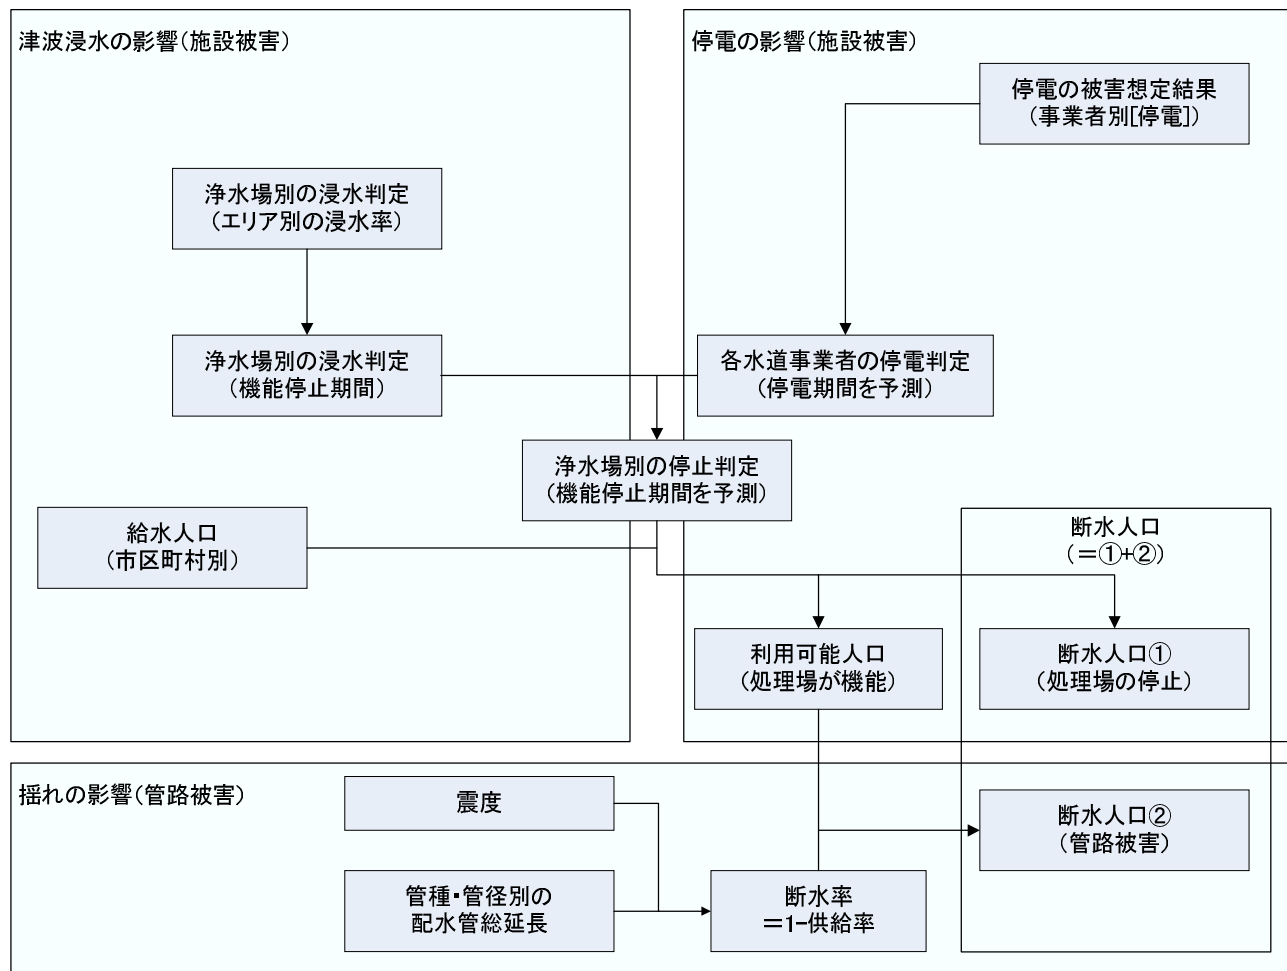 津波浸水の影響(施設被害)
停電の影響(施設被害)
停電の被害想定結果
(事業者別[停電])
浄水場別の浸水判定
(エリア別の浸水率)
浄水場別の浸水判定
(機能停止期間)
各水道事業者の停電判定
(停電期間を予測)
浄水場別の停止判定
(機能停止期間を予測)
給水人口
(市区町村別)
断水人口
(=①+②)
利用可能人口
(処理場が機能)
断水人口①
(処理場の停止)
揺れの影響(管路被害)
震度
断水人口②
(管路被害)
管種・管径別の
配水管総延長
断水率
=1-供給率